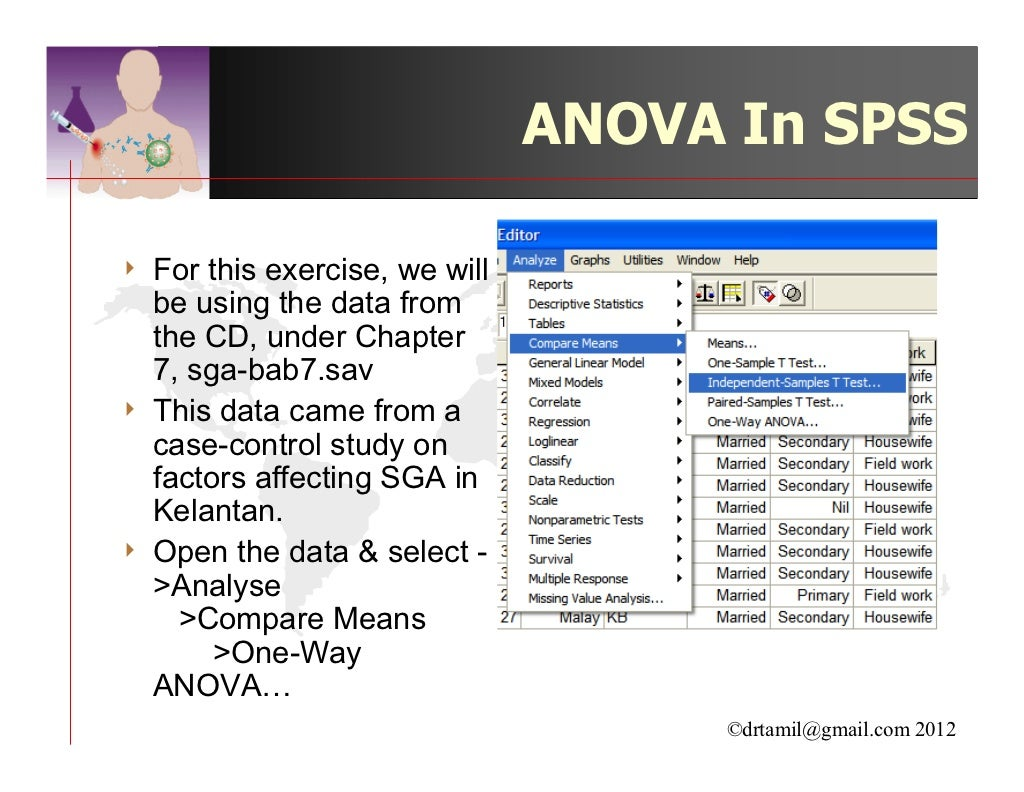 ANOVA In SPSS
For this exercise, we will
be using the data from
the CD, under Chapter
7, sga-bab7.sav
This data came from a
case-control study on
factors affecting SGA in
Kelantan.
Open the data & select -
>Analyse
>Compare Means
>One-Way
ANOVA…
Editor
Analyze Graphs Utilities Window Help
Reports
Descriptive Statistics
Tables
Compare Means
General Linear Model
Mixed Models
Correlate
Regression
Loglinear
Classify
Data Reduction
Scale
Nonparametric Tests
Time Series
Survival
Multiple Response
Missing Value Analysis...
Means...
One-Sample T Test...
Independent-Samples T Test...
Paired-Samples T Test...
One-Way ANOVA...
Married Secondary Housewife
Married Secondary Field work
Married Secondary Housewife
Married Nil Housewife
Married Secondary Field work
Married Secondary Housewife
Married Secondary Housewife
Married Primary Field work
27 Malay KB Married Secondary Housewife
©drtamil@gmail.com 2012